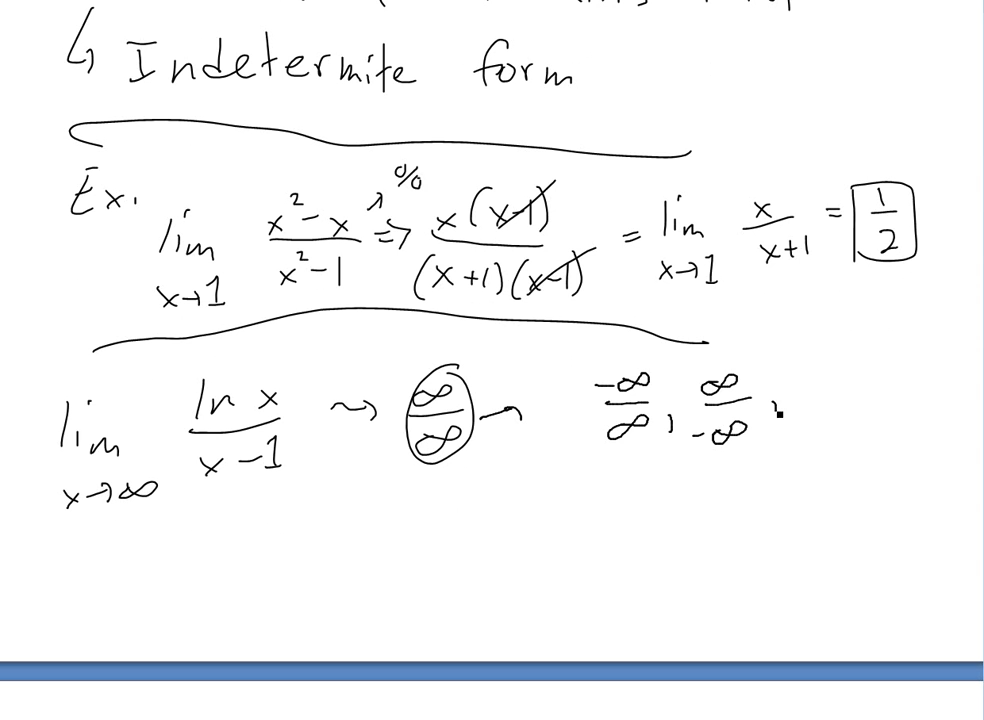 ↳ Indetermite form
Ex. lim x→1 (x² - x)/(x² - 1) ⇒ 0/0 x(x-1)/((x+1)(x-1)) = lim x→1 x/(x+1) = 1/2
lim x→∞ (ln x)/(x-1) ⇝ ∞/∞ → -∞/∞, ∞/-∞,